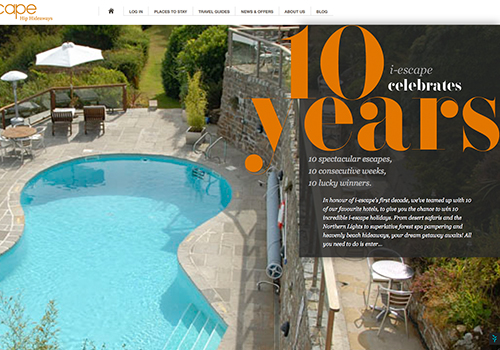 cape
Hip Hideaways
LOG IN PLACES TO STAY TRAVEL GUIDES NEWS & OFFERS ABOUT US BLOG
10
i-escape
celebrates
years
10 spectacular escapes,
10 consecutive weeks,
10 lucky winners.
In honour of i-escape's first decade, we've teamed up with 10
of our favourite hotels, to give you the chance to win 10
incredible i-escape holidays. From desert safaris and the
Northern Lights to superlative forest spa pampering and
heavenly beach hideaways, your dream getaway awaits! All
you need to do is enter...